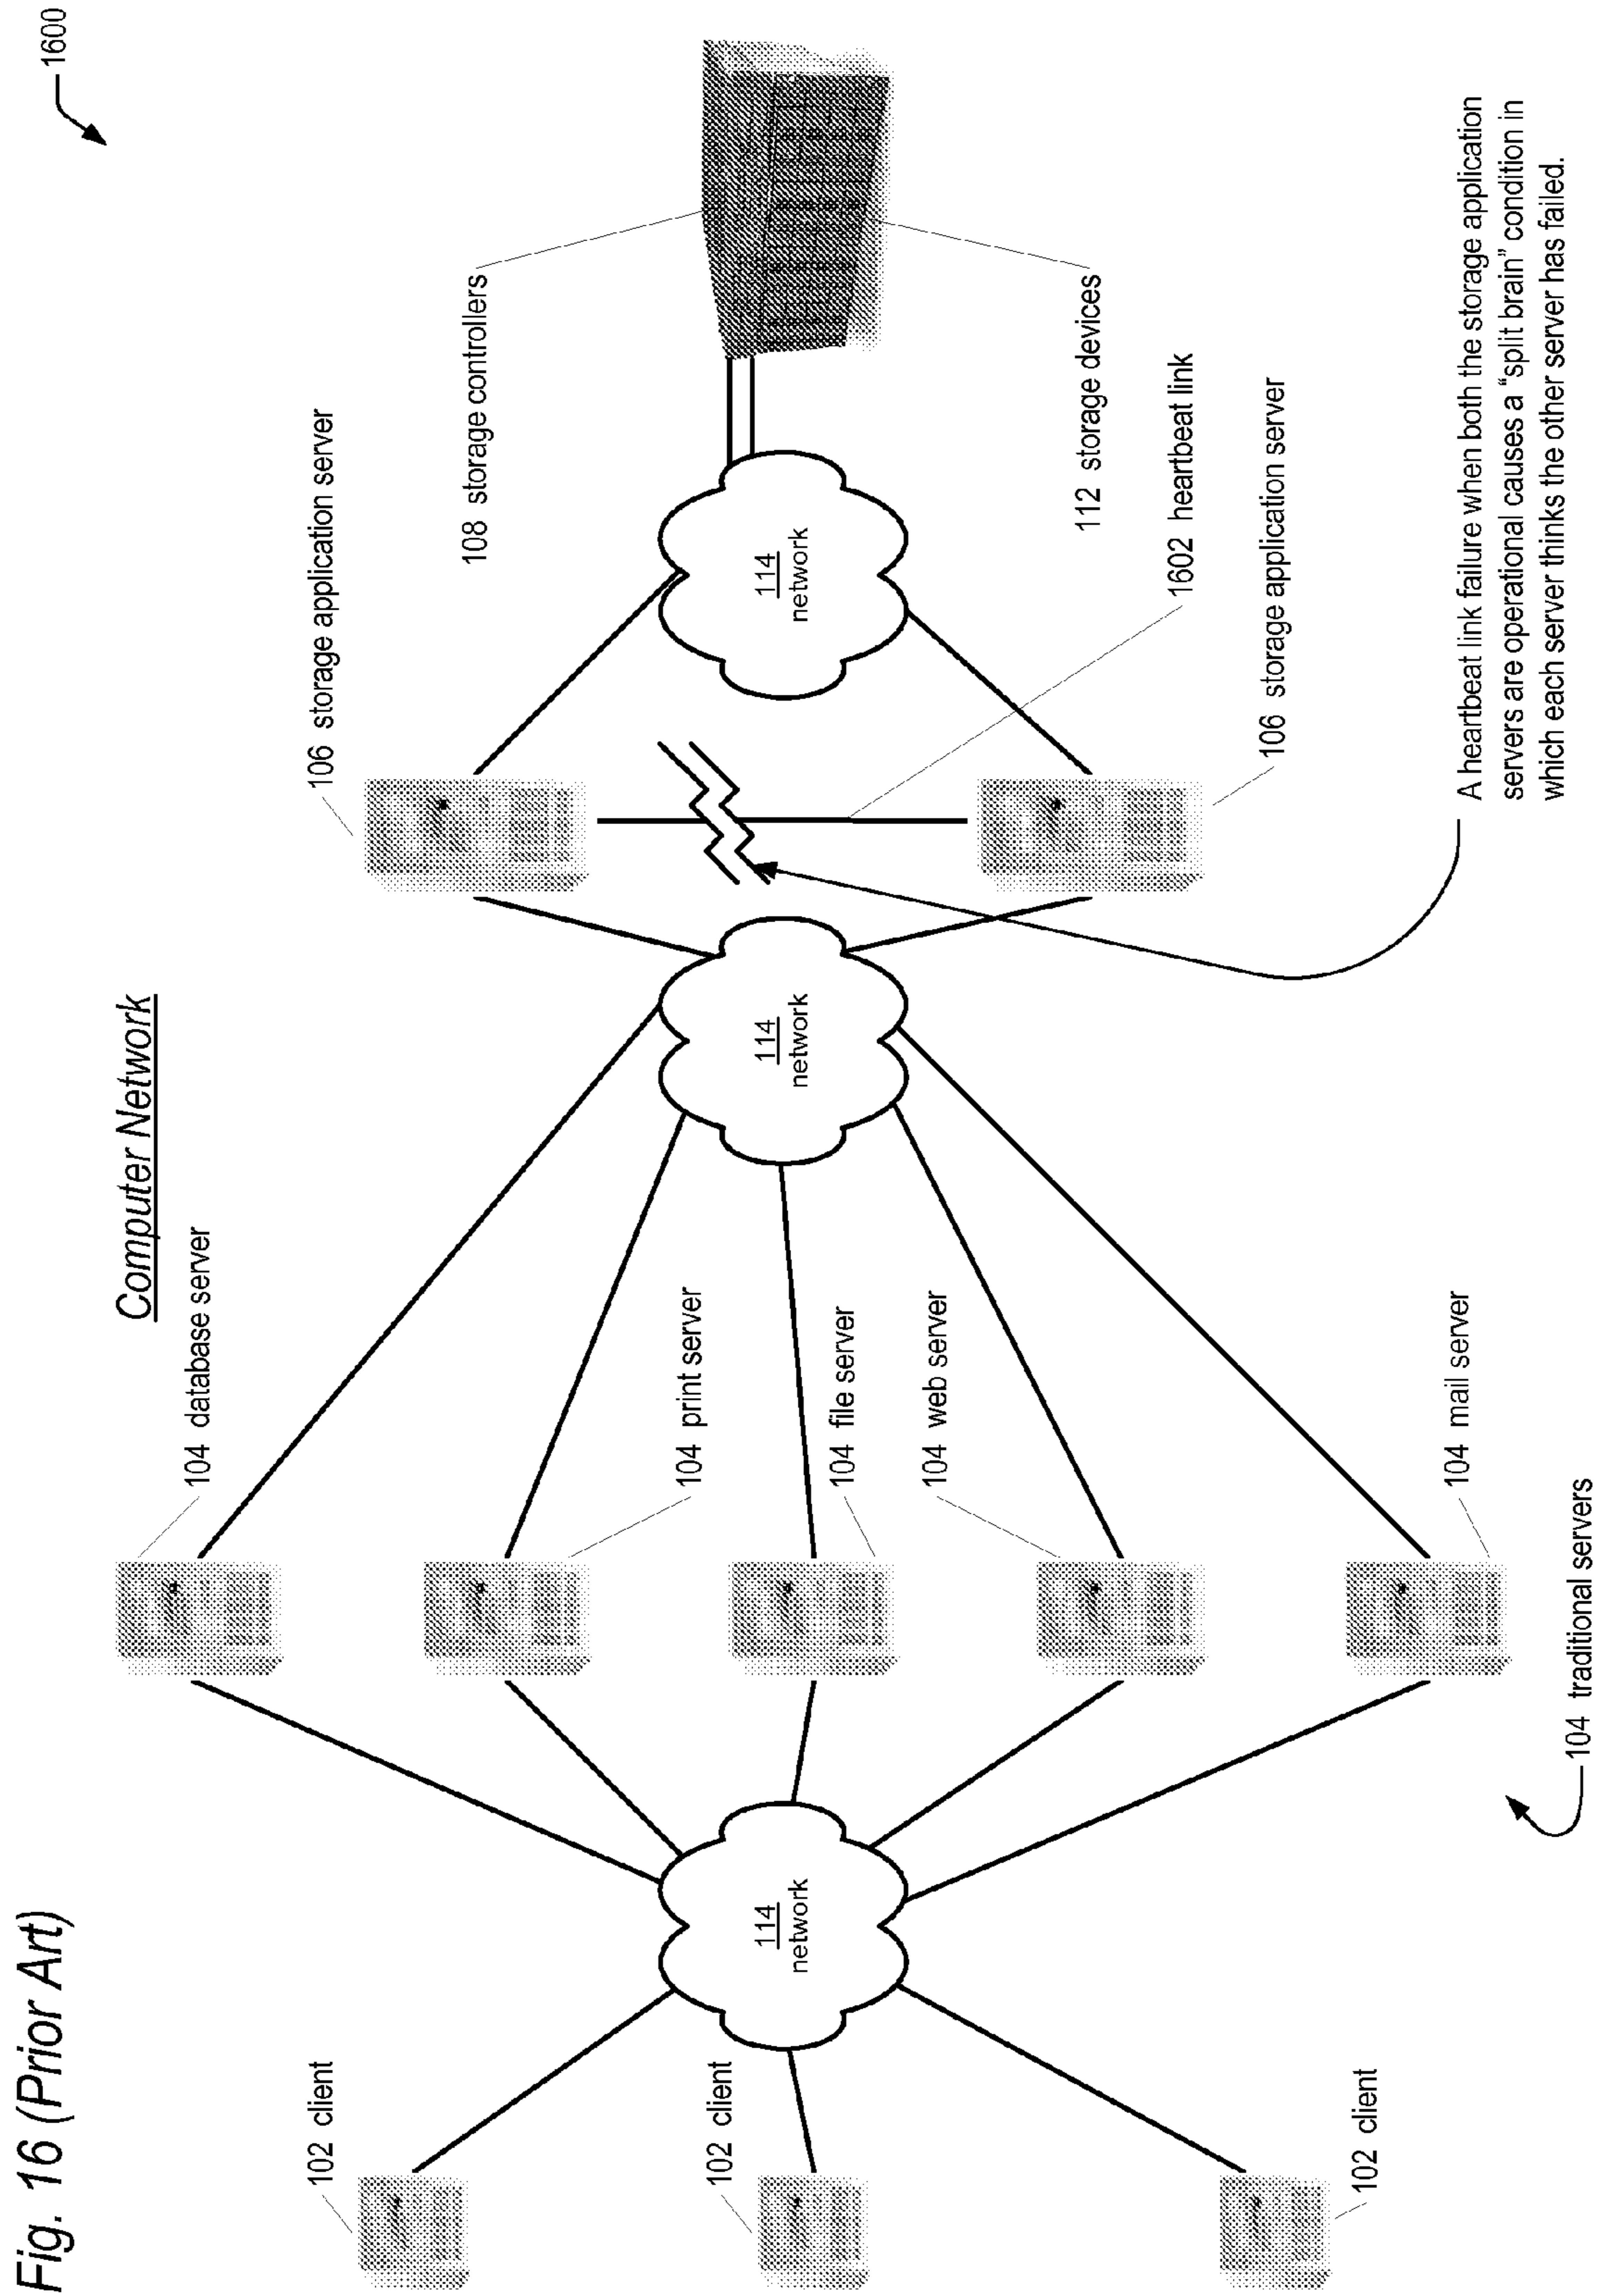 Fig. 16 (Prior Art)
Computer Network
1600
102 client
102 client
102 client
114
network
104 database server
104 print server
104 file server
104 web server
104 mail server
104 traditional servers
114
network
106 storage application server
106 storage application server
114
network
108 storage controllers
112 storage devices
1602 heartbeat link
A heartbeat link failure when both the storage application
servers are operational causes a “split brain” condition in
which each server thinks the other server has failed.